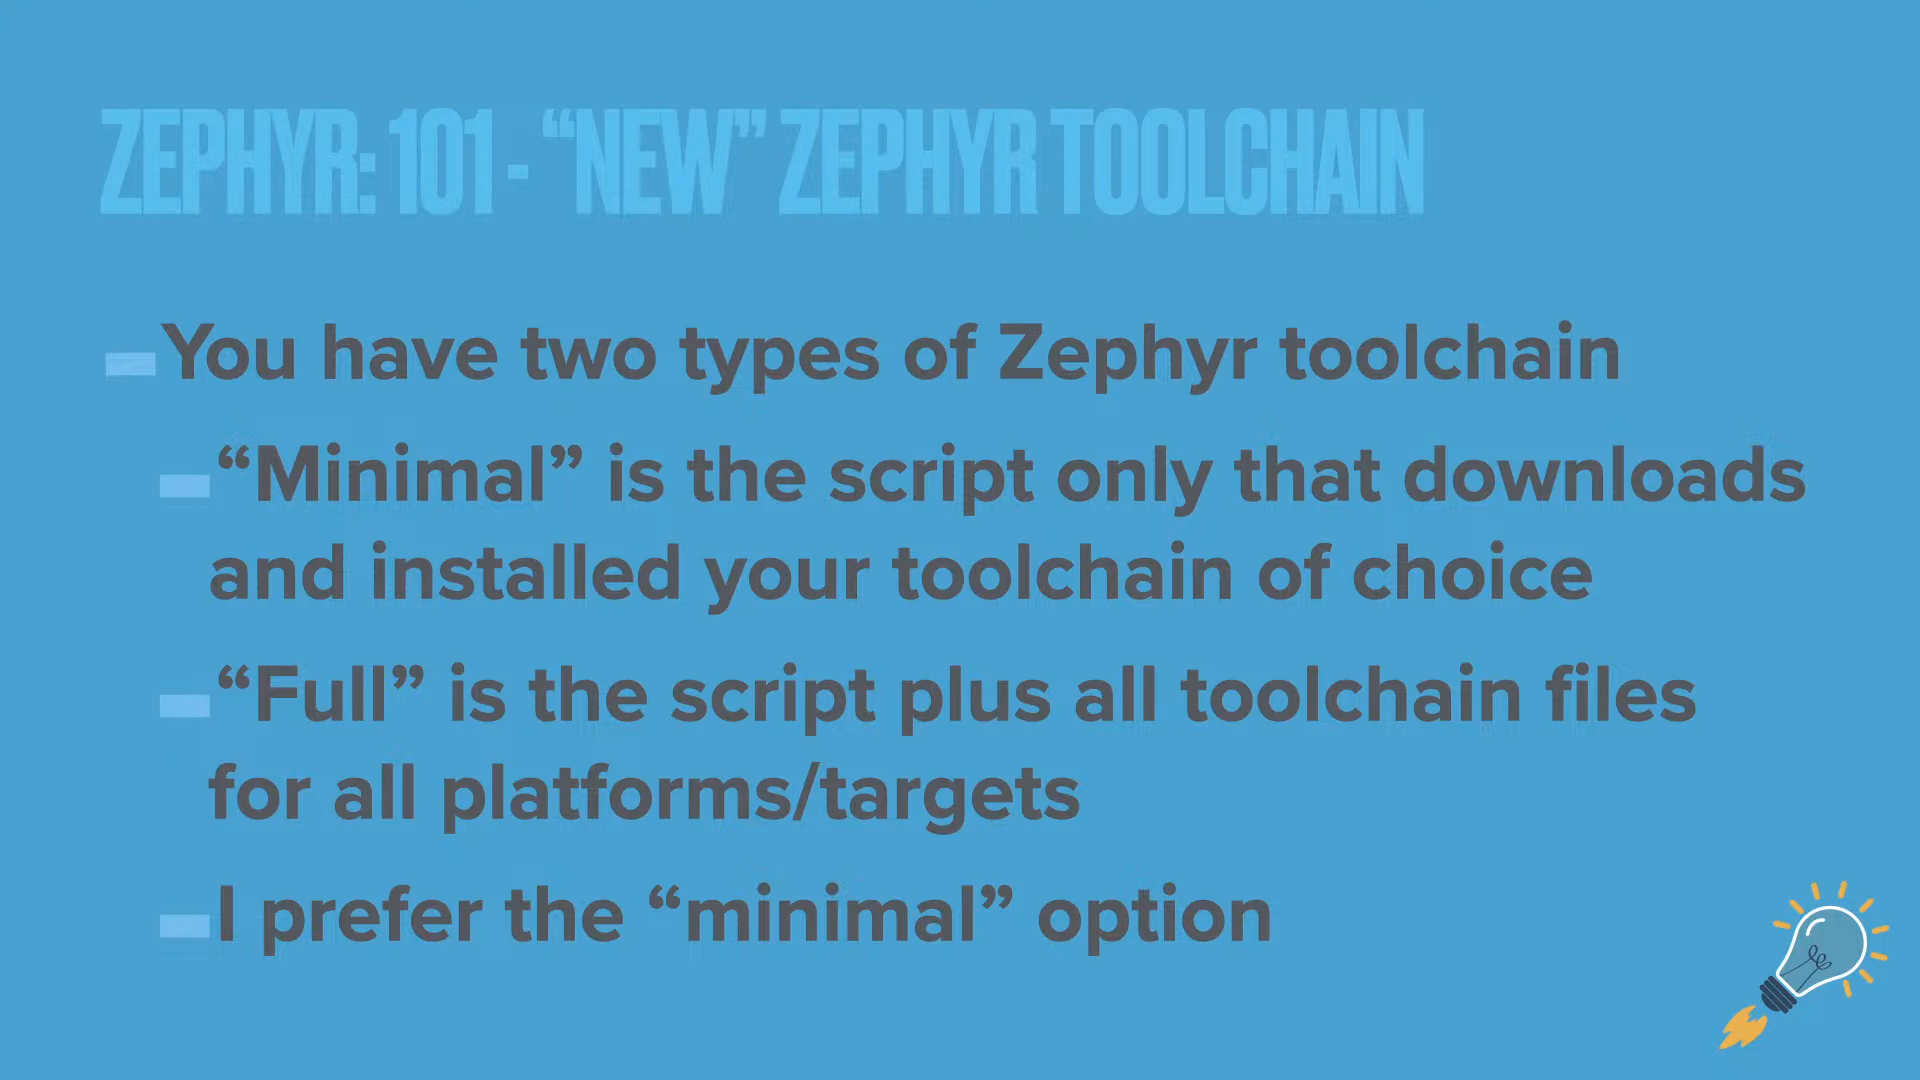 ZEPHYR: 101 - “NEW” ZEPHYR TOOLCHAIN
You have two types of Zephyr toolchain
“Minimal” is the script only that downloads
and installed your toolchain of choice
“Full” is the script plus all toolchain files
for all platforms/targets
I prefer the “minimal” option